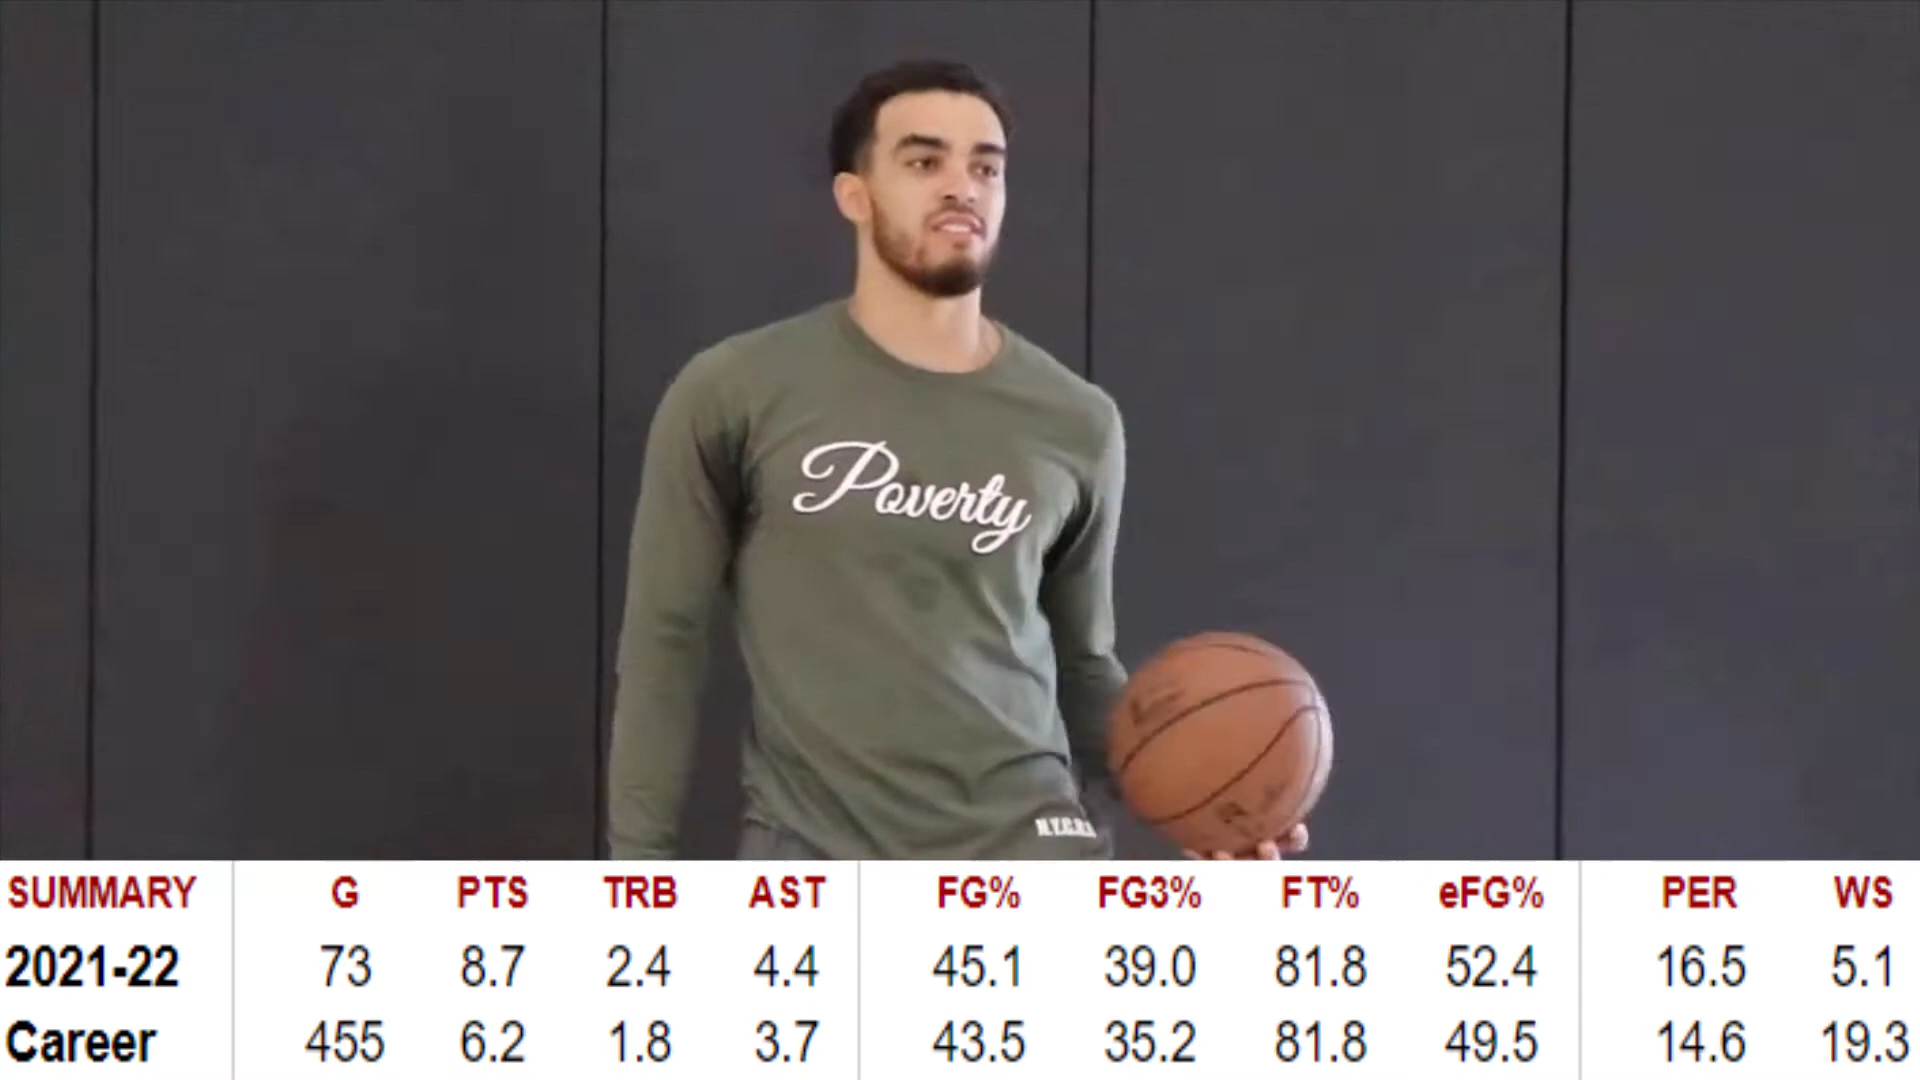 Poverty
SUMMARY G PTS TRB AST FG% FG3% FT% eFG% PER WS
2021-22 73 8.7 2.4 4.4 45.1 39.0 81.8 52.4 16.5 5.1
Career 455 6.2 1.8 3.7 43.5 35.2 81.8 49.5 14.6 19.3